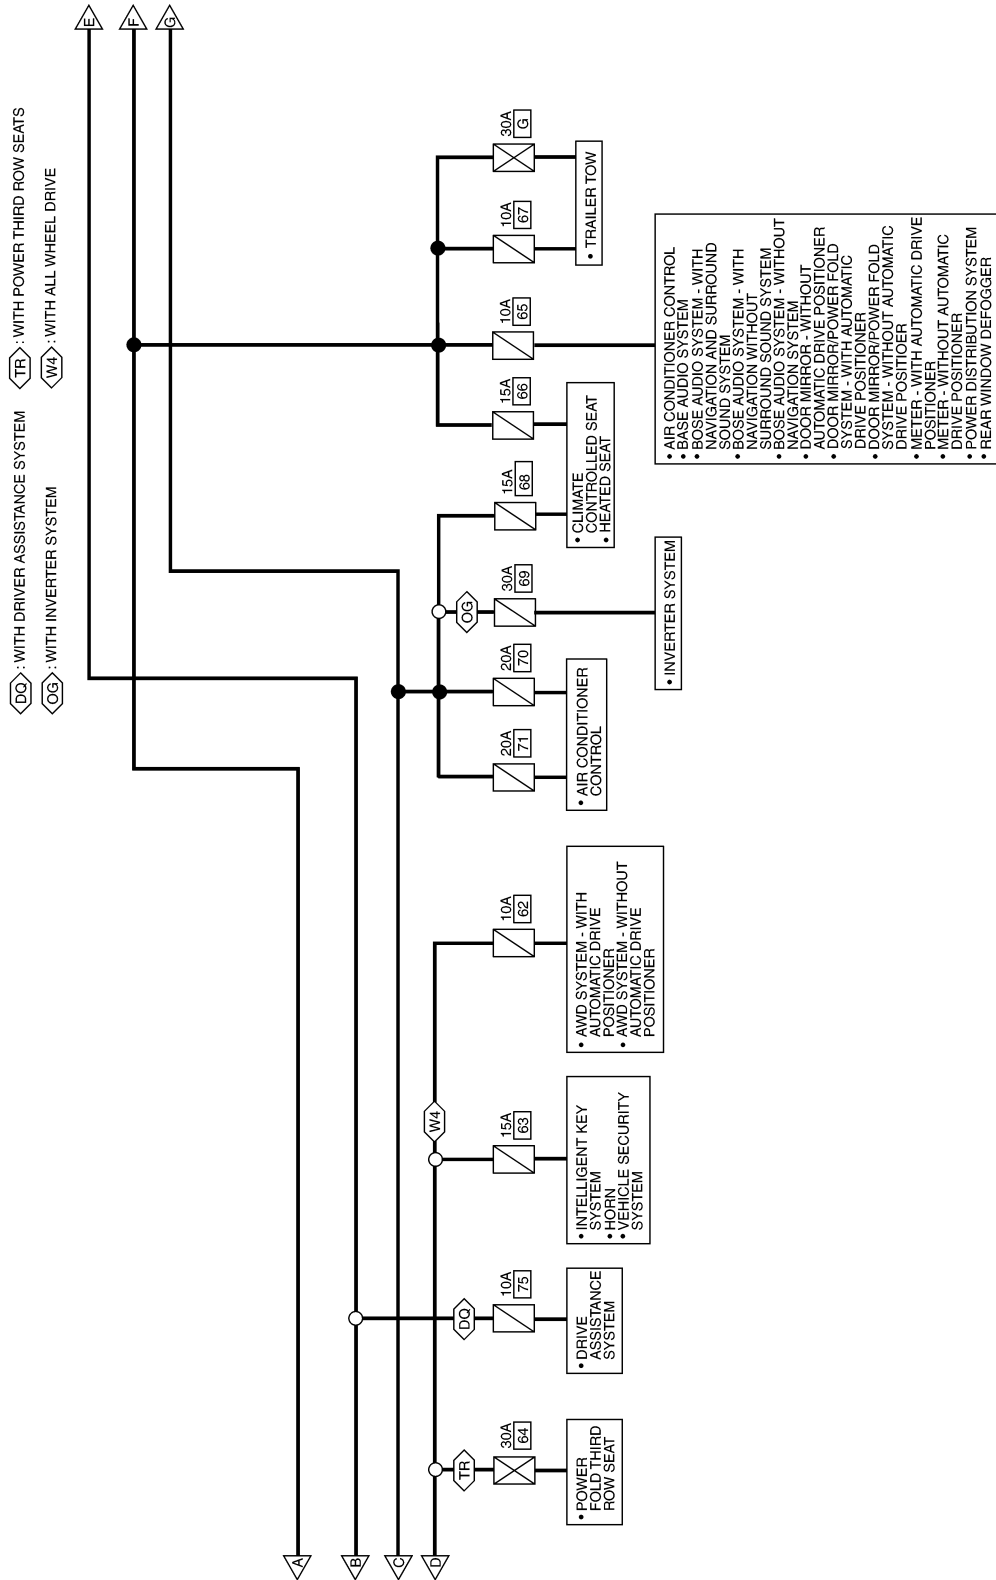 DQ : WITH DRIVER ASSISTANCE SYSTEM
TR : WITH POWER THIRD ROW SEATS
OG : WITH INVERTER SYSTEM
W4 : WITH ALL WHEEL DRIVE
E
F
G
A
B
C
D
TR
DQ
W4
OG
30A
64
10A
75
15A
63
10A
62
20A
71
20A
70
30A
69
15A
68
15A
66
10A
65
10A
67
30A
G
• POWER
FOLD THIRD
ROW SEAT
• DRIVE
ASSISTANCE
SYSTEM
• INTELLIGENT KEY
SYSTEM
• HORN
• VEHICLE SECURITY
SYSTEM
• AWD SYSTEM - WITH
AUTOMATIC DRIVE
POSITIONER
• AWD SYSTEM - WITHOUT
AUTOMATIC DRIVE
POSITIONER
• AIR CONDITIONER
CONTROL
• INVERTER SYSTEM
• CLIMATE
CONTROLLED SEAT
• HEATED SEAT
• TRAILER TOW
• AIR CONDITIONER CONTROL
• BASE AUDIO SYSTEM
• BOSE AUDIO SYSTEM - WITH
NAVIGATION AND SURROUND
SOUND SYSTEM
• BOSE AUDIO SYSTEM - WITH
NAVIGATION WITHOUT
SURROUND SOUND SYSTEM
• BOSE AUDIO SYSTEM - WITHOUT
NAVIGATION SYSTEM
• DOOR MIRROR - WITHOUT
AUTOMATIC DRIVE POSITIONER
• DOOR MIRROR/POWER FOLD
SYSTEM - WITH AUTOMATIC
DRIVE POSITIONER
• DOOR MIRROR/POWER FOLD
SYSTEM - WITHOUT AUTOMATIC
DRIVE POSITIOER
• METER - WITH AUTOMATIC DRIVE
POSITIONER
• METER - WITHOUT AUTOMATIC
DRIVE POSITIONER
• POWER DISTRIBUTION SYSTEM
• REAR WINDOW DEFOGGER